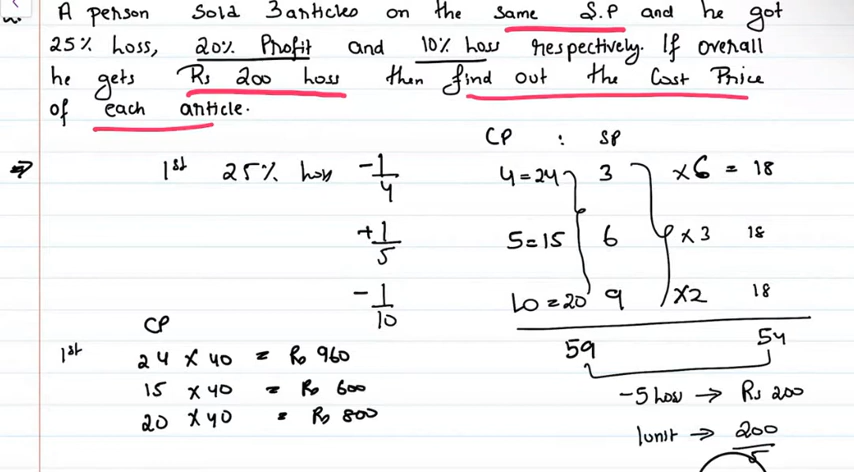 A person sold 3 articles on the same S.P and he got
25% Loss, 20% Profit and 10% loss respectively. If overall
he gets Rs 200 loss then find out the Cost Price
of each article.
CP : SP
1st 25% loss -1/4 4=24 3 ×6 = 18
+1/5 5=15 6 ×3 18
-1/10 10=20 9 ×2 18
59 54
-5 loss → Rs 200
1unit → 200/5
CP
1st 24 × 40 = Rs 960
15 × 40 = Rs 600
20 × 40 = Rs 800